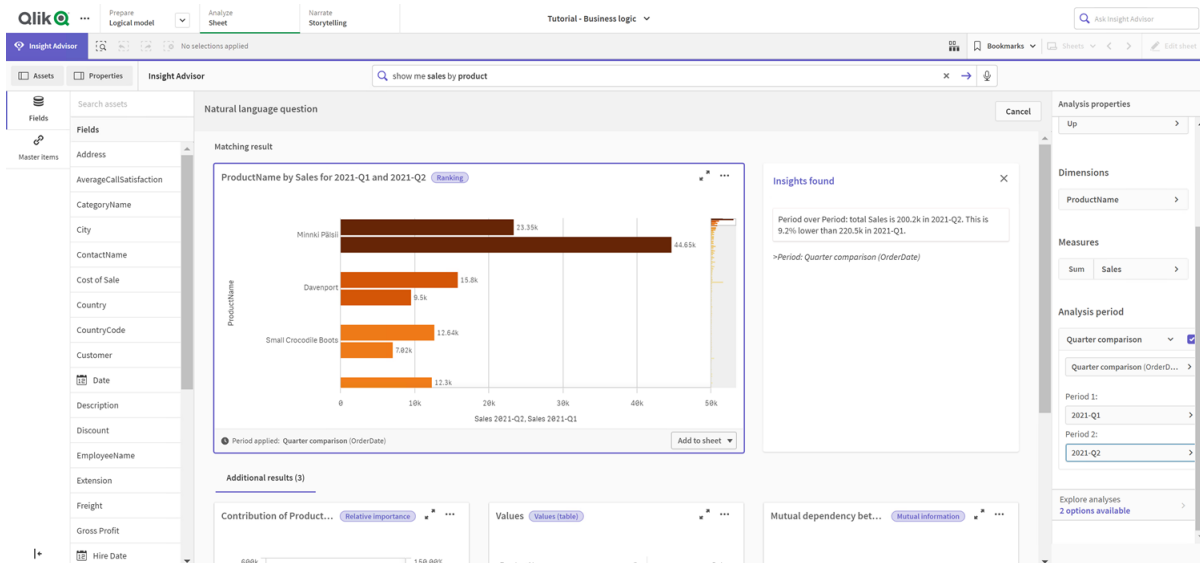 Qlik
Prepare
Logical model
Analyze
Sheet
Narrate
Storytelling
Tutorial - Business logic
Ask Insight Advisor
Insight Advisor
No selections applied
Bookmarks
Sheets
Edit sheet
Assets
Properties
Insight Advisor
show me sales by product
Fields
Master items
Search assets
Fields
Address
AverageCallSatisfaction
CategoryName
City
ContactName
Cost of Sale
Country
CountryCode
Customer
Date
Description
Discount
EmployeeName
Extension
Freight
Gross Profit
Hire Date
Natural language question
Cancel
Matching result
ProductName by Sales for 2021-Q1 and 2021-Q2
Ranking
ProductName
Minnki Pälsii
23.35k
44.65k
Davenport
15.8k
9.5k
Small Crocodile Boots
12.64k
7.02k
12.3k
0
10k
20k
30k
40k
50k
Sales 2021-Q2, Sales 2021-Q1
Period applied: Quarter comparison (OrderDate)
Add to sheet
Insights found
Period over Period: total Sales is 200.2k in 2021-Q2. This is
9.2% lower than 220.5k in 2021-Q1.
>Period: Quarter comparison (OrderDate)
Additional results (3)
Contribution of Product...
Relative importance
600k
150.00%
Values
Values (table)
Mutual dependency bet...
Mutual information
Analysis properties
Up
Dimensions
ProductName
Measures
Sum
Sales
Analysis period
Quarter comparison
Quarter comparison (OrderD...
Period 1:
2021-Q1
Period 2:
2021-Q2
Explore analyses
2 options available